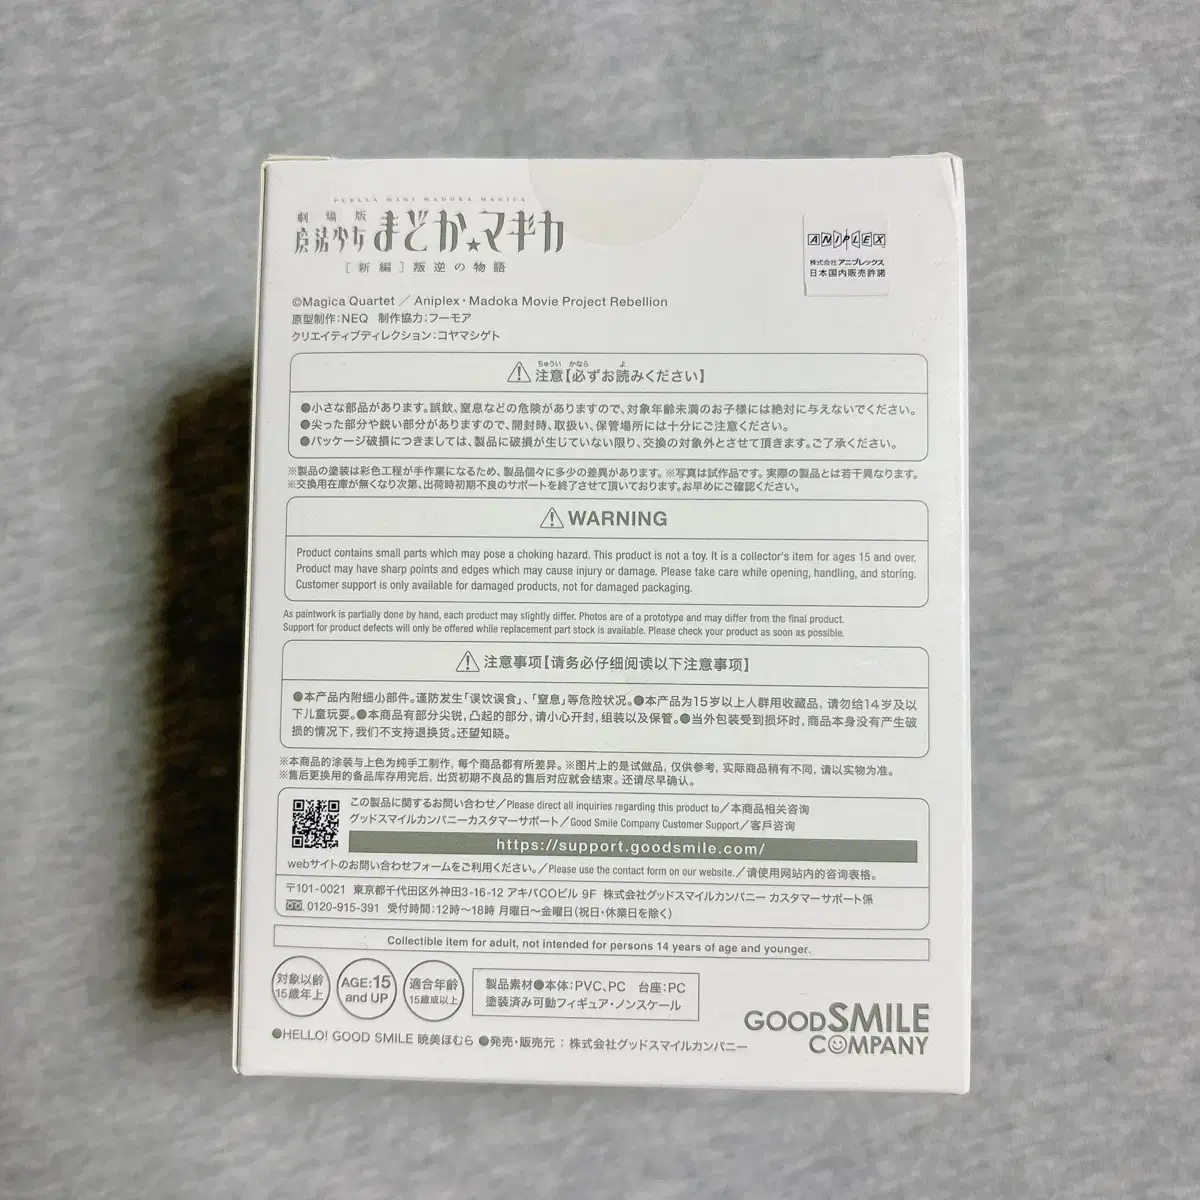 PUELLA MAGI MADOKA MAGICA
劇場版
魔法少女まどか★マギカ
[新編]叛逆の物語
ANIPLEX
株式会社アニプレックス
日本国内販売許諾
©Magica Quartet／Aniplex・Madoka Movie Project Rebellion
原型制作:NEQ 制作協力:フーモア
クリエイティブディレクション:コヤマシゲト
ちゅうい かなら よ
注意【必ずお読みください】
●小さな部品があります。誤飲、窒息などの危険がありますので、対象年齢未満のお子様には絶対に与えないでください。
●尖った部分や鋭い部分がありますので、開封時、取扱い、保管場所には十分にご注意ください。
●パッケージ破損につきましては、製品に破損が生じていない限り、交換の対象外とさせて頂きます。ご了承ください。
※製品の塗装は彩色工程が手作業になるため、製品個々に多少の差異があります。※写真は試作品です。実際の製品とは若干異なります。
※交換用在庫が無くなり次第、出荷時初期不良のサポートを終了させて頂いております。お早めにご確認ください。
WARNING
Product contains small parts which may pose a choking hazard. This product is not a toy. It is a collector's item for ages 15 and over.
Product may have sharp points and edges which may cause injury or damage. Please take care while opening, handling, and storing.
Customer support is only available for damaged products, not for damaged packaging.
As paintwork is partially done by hand, each product may slightly differ. Photos are of a prototype and may differ from the final product.
Support for product defects will only be offered while replacement part stock is available. Please check your product as soon as possible.
注意事项【请务必仔细阅读以下注意事项】
●本产品内附细小部件。谨防发生「误饮误食」、「窒息」等危险状况。●本产品为15岁以上人群用收藏品，请勿给14岁及以
下儿童玩耍。●本商品有部分尖锐，凸起的部分，请小心开封，组装以及保管。●当外包装受到损坏时，商品本身没有产生破
损的情况下，我们不支持退换货。还望知晓。
※本商品的涂装与上色为纯手工制作，每个商品都有所差异。※图片上的是试做品，仅供参考，实际商品稍有不同，请以实物为准。
※售后更换用的备品库存用完后，出货初期不良品的售后对应就会结束。还请尽早确认。
この製品に関するお問い合わせ／Please direct all inquiries regarding this product to／本商品相关咨询
グッドスマイルカンパニーカスタマーサポート／Good Smile Company Customer Support／客戸咨询
https://support.goodsmile.com/
webサイトのお問い合わせフォームをご利用ください。／Please use the contact form on our website.／请使用网站内的咨询表格。
〒101-0021 東京都千代田区外神田3-16-12 アキバCOビル 9F 株式会社グッドスマイルカンパニー カスタマーサポート係
0120-915-391 受付時間:12時～18時 月曜日～金曜日(祝日・休業日を除く)
Collectible item for adult, not intended for persons 14 years of age and younger.
対象以齡
15歲年上
AGE:15
and UP
適合年齢
15歲或以上
製品素材●本体:PVC、PC 台座:PC
塗装済み可動フィギュア・ノンスケール
●HELLO! GOOD SMILE 暁美ほむら ●発売・販売元：株式会社グッドスマイルカンパニー
GOODSMILE
COMPANY